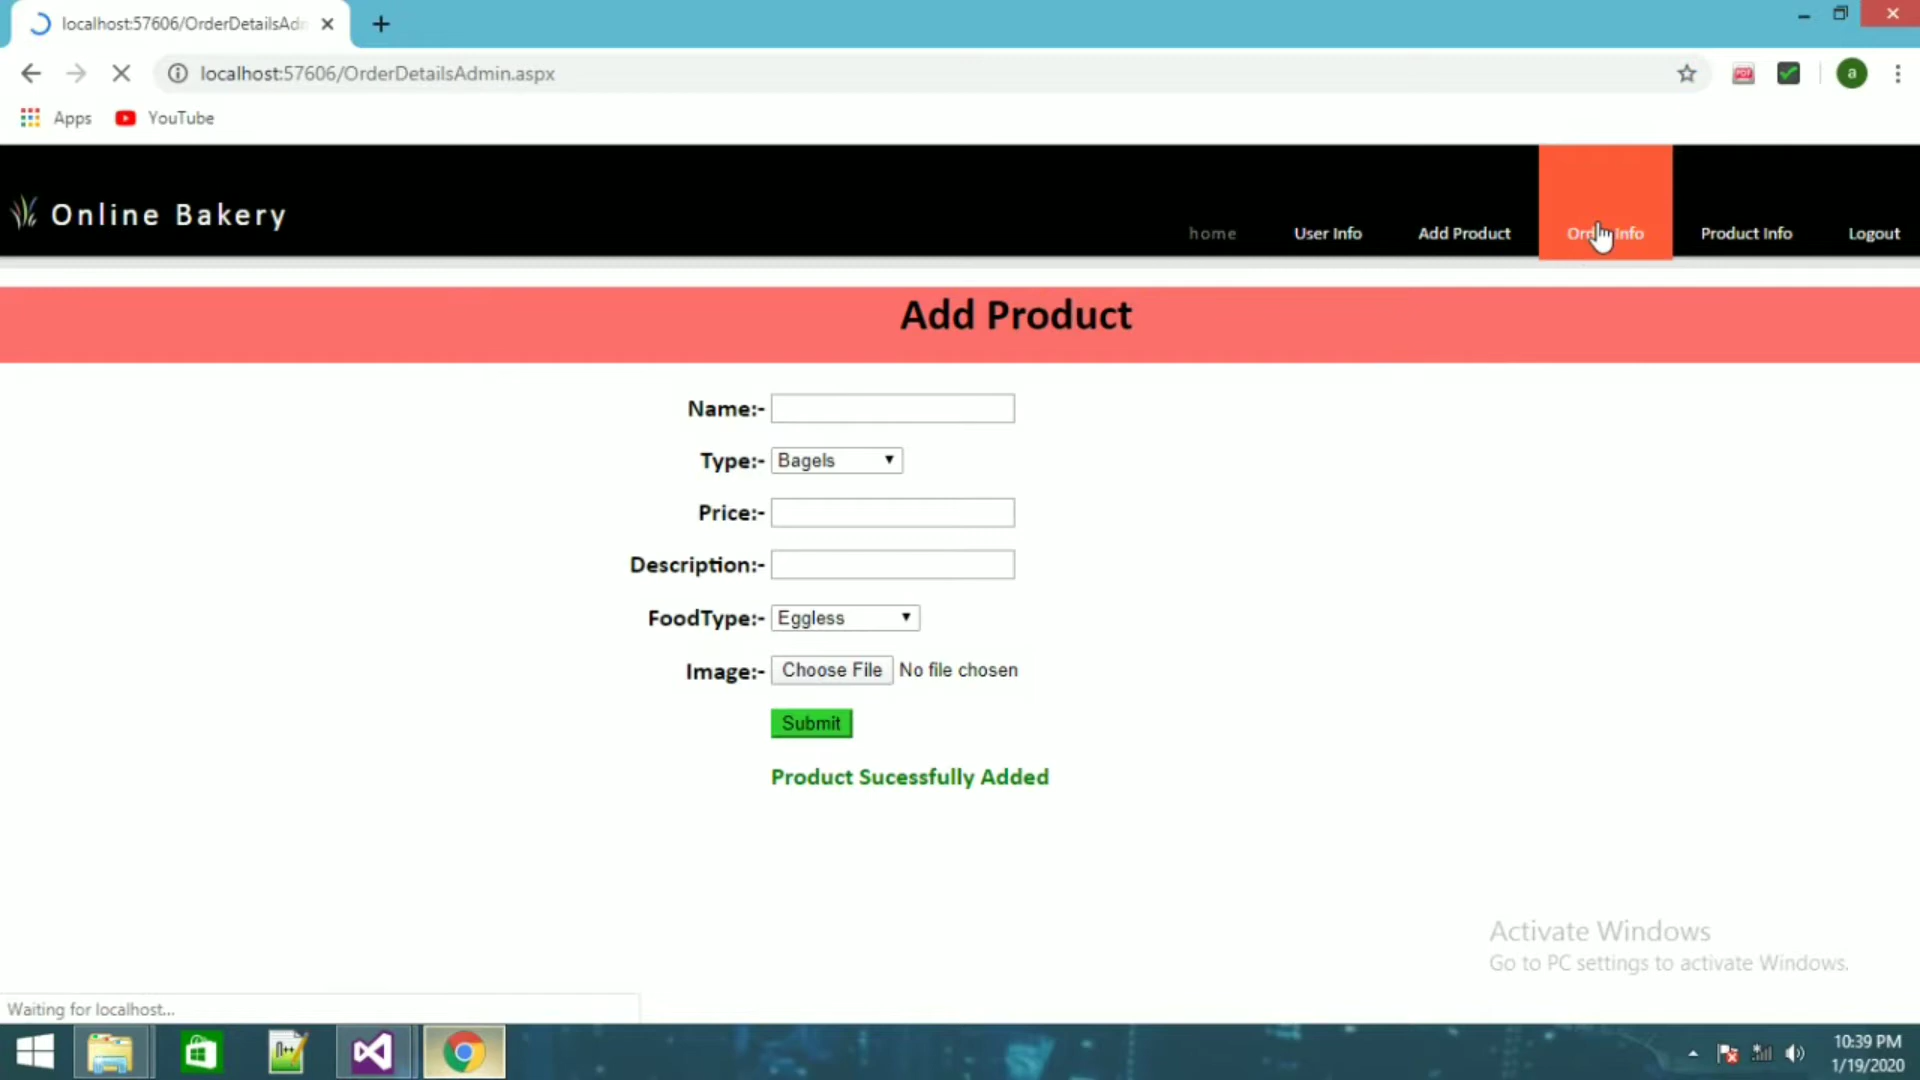 localhost:57606/OrderDetailsAdm
localhost:57606/OrderDetailsAdmin.aspx
a
Apps
YouTube
Online Bakery
home
User Info
Add Product
Order Info
Product Info
Logout
Add Product
Name:-
Type:- Bagels
Price:-
Description:-
FoodType:- Eggless
Image:- Choose File No file chosen
Submit
Product Sucessfully Added
Activate Windows
Go to PC settings to activate Windows.
Waiting for localhost...
10:39 PM
1/19/2020